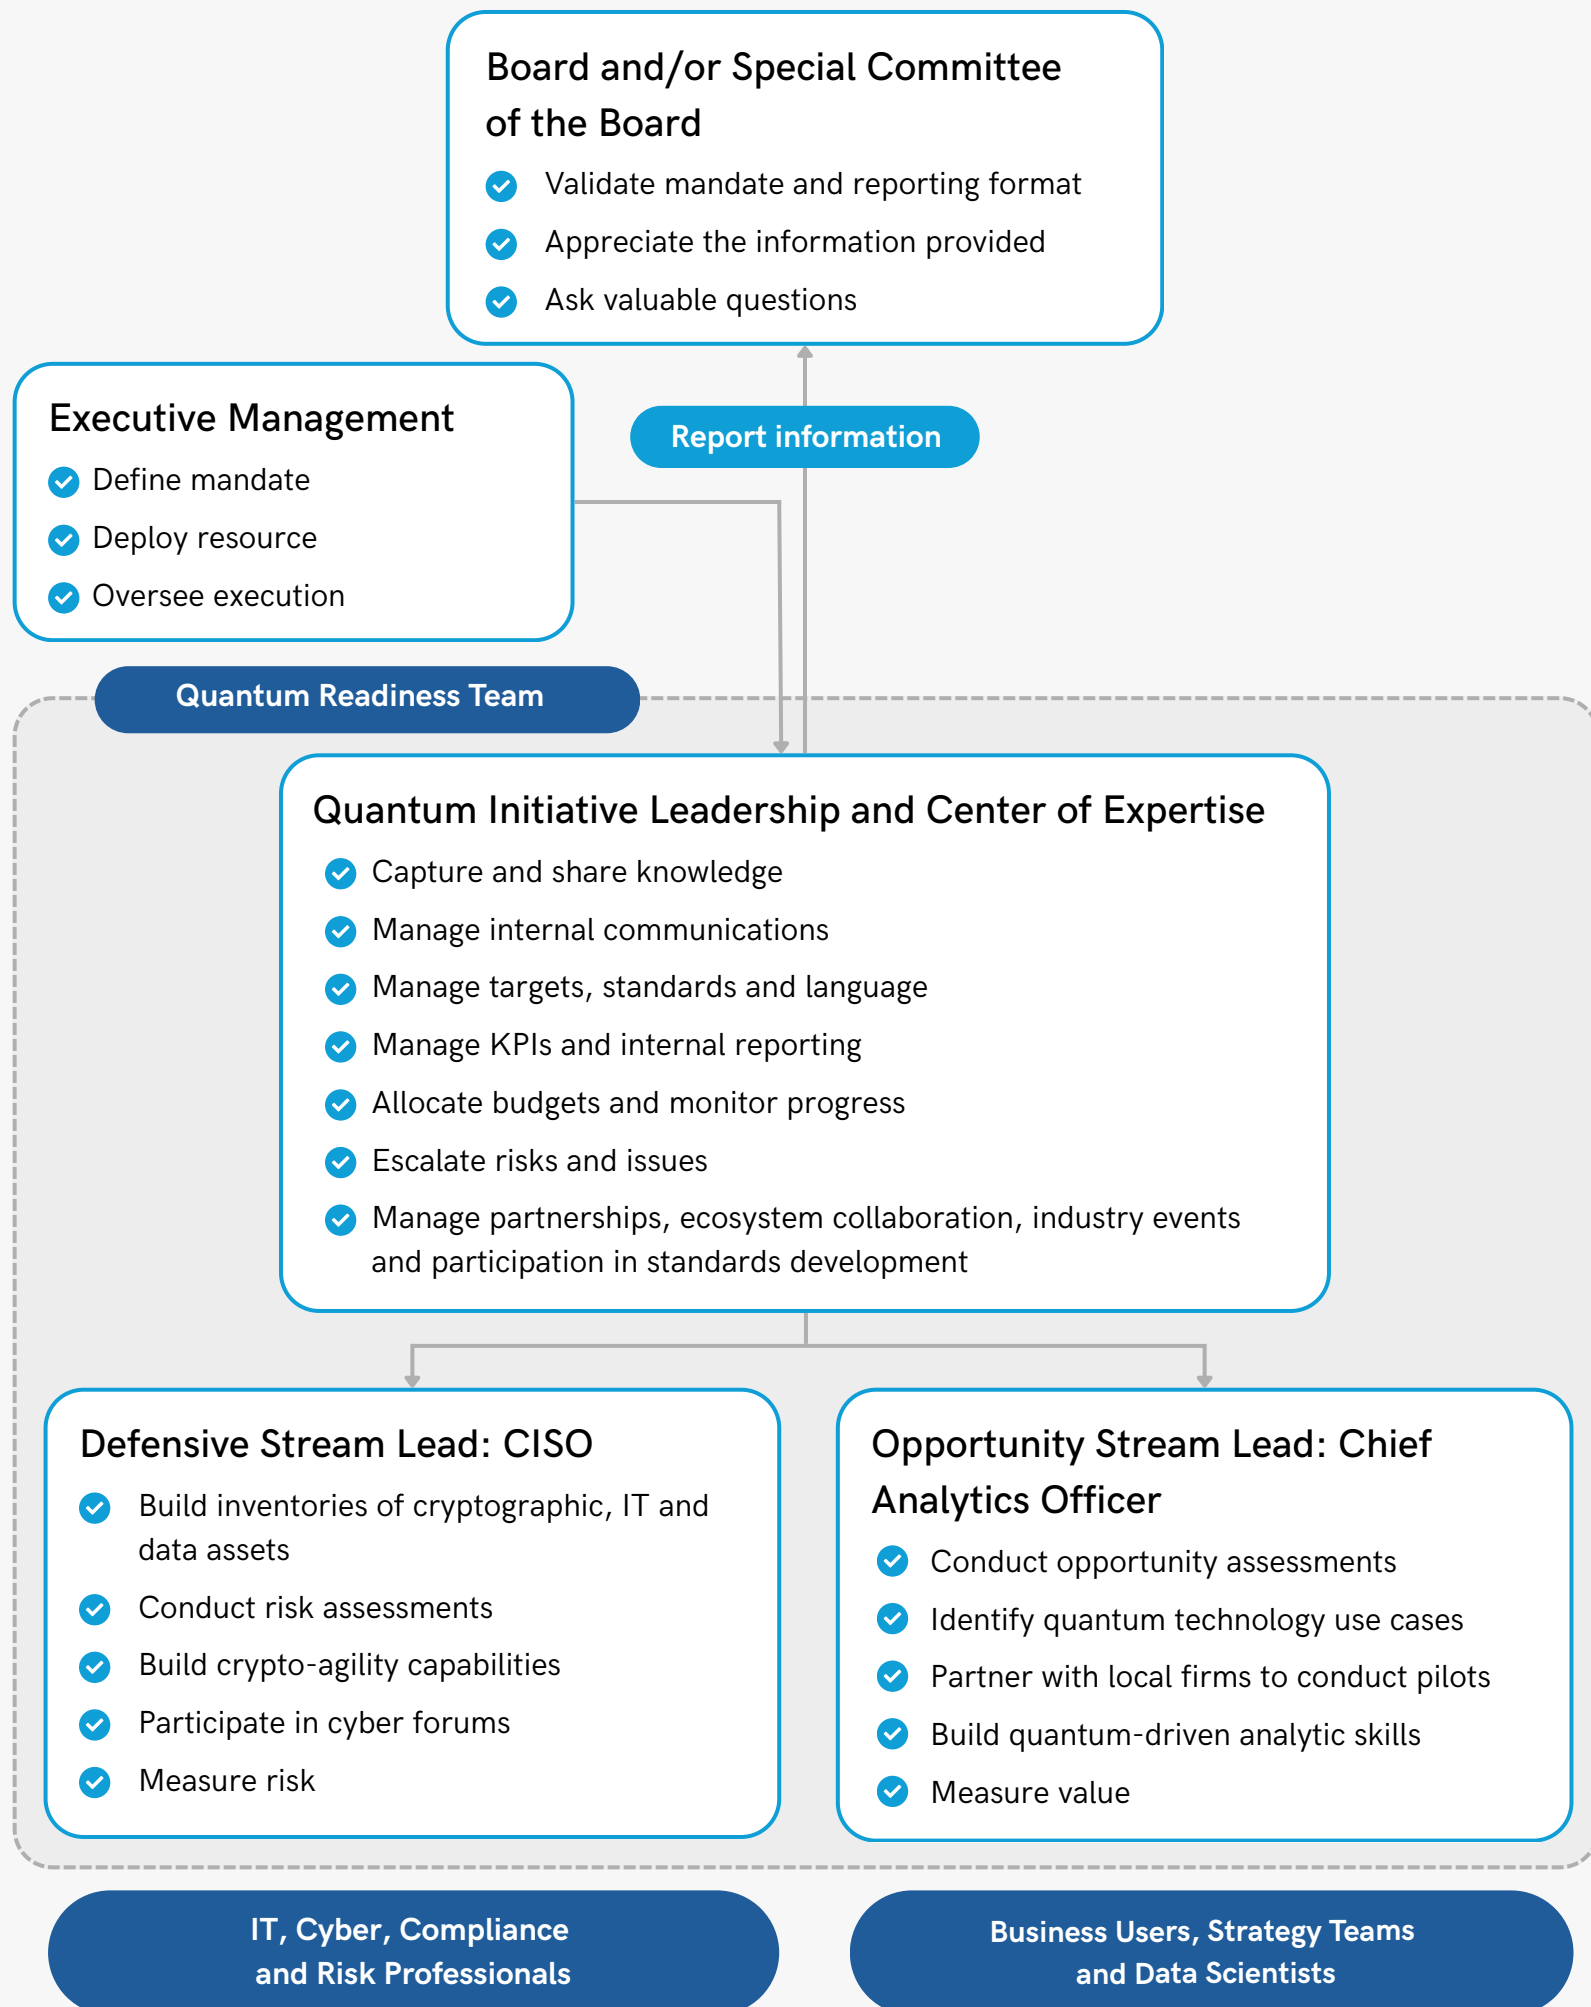 Board and/or Special Committee
of the Board
Validate mandate and reporting format
Appreciate the information provided
Ask valuable questions
Executive Management
Define mandate
Deploy resource
Oversee execution
Report information
Quantum Readiness Team
Quantum Initiative Leadership and Center of Expertise
Capture and share knowledge
Manage internal communications
Manage targets, standards and language
Manage KPIs and internal reporting
Allocate budgets and monitor progress
Escalate risks and issues
Manage partnerships, ecosystem collaboration, industry events
and participation in standards development
Defensive Stream Lead: CISO
Build inventories of cryptographic, IT and
data assets
Conduct risk assessments
Build crypto-agility capabilities
Participate in cyber forums
Measure risk
Opportunity Stream Lead: Chief
Analytics Officer
Conduct opportunity assessments
Identify quantum technology use cases
Partner with local firms to conduct pilots
Build quantum-driven analytic skills
Measure value
IT, Cyber, Compliance
and Risk Professionals
Business Users, Strategy Teams
and Data Scientists